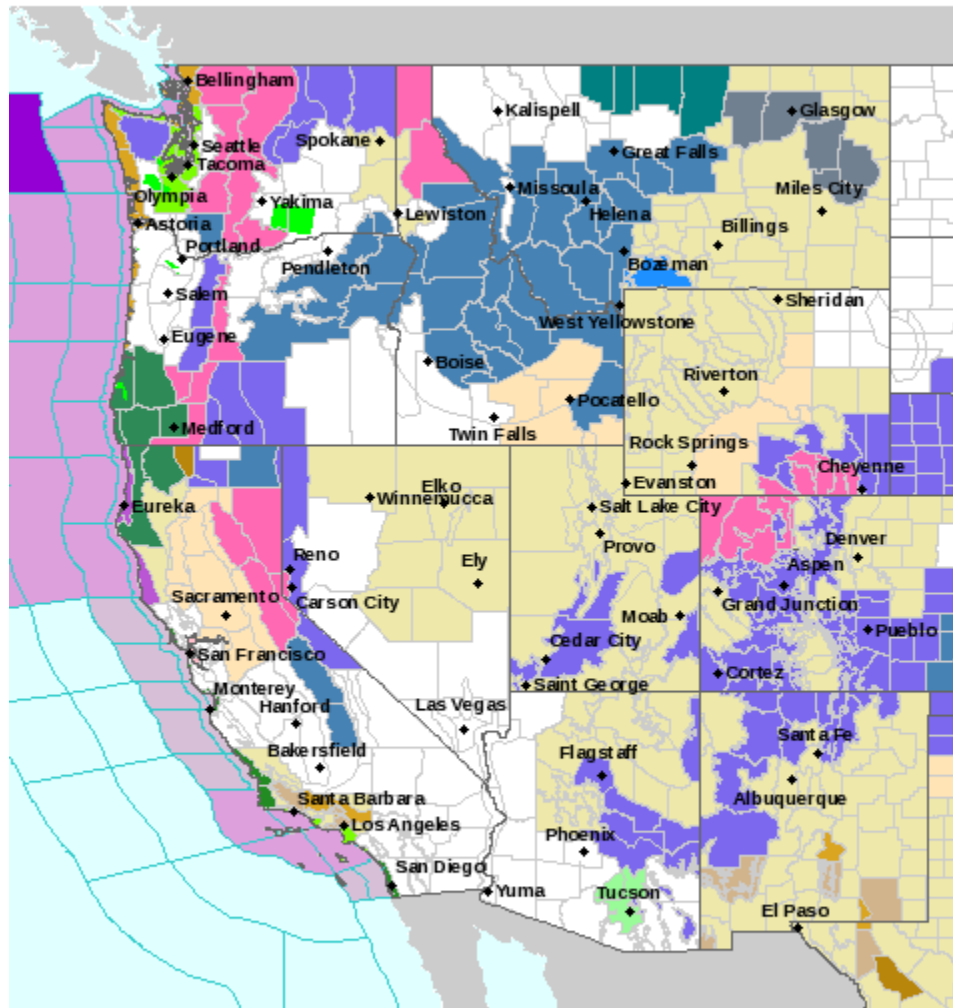 Bellingham
Kalispell
Glasgow
Seattle
Spokane
Great Falls
Tacoma
Olympia
Missoula
Miles City
Yakima
Lewiston
Helena
Astoria
Billings
Portland
Pendleton
Bozeman
Salem
Sheridan
West Yellowstone
Eugene
Boise
Riverton
Pocatello
Medford
Twin Falls
Rock Springs
Cheyenne
Elko
Evanston
Winnemucca
Eureka
Salt Lake City
Provo
Denver
Reno
Ely
Aspen
Sacramento
Carson City
Grand Junction
Moab
Pueblo
Cedar City
San Francisco
Cortez
Saint George
Monterey
Hanford
Las Vegas
Santa Fe
Bakersfield
Flagstaff
Albuquerque
Santa Barbara
Los Angeles
Phoenix
San Diego
Yuma
Tucson
El Paso